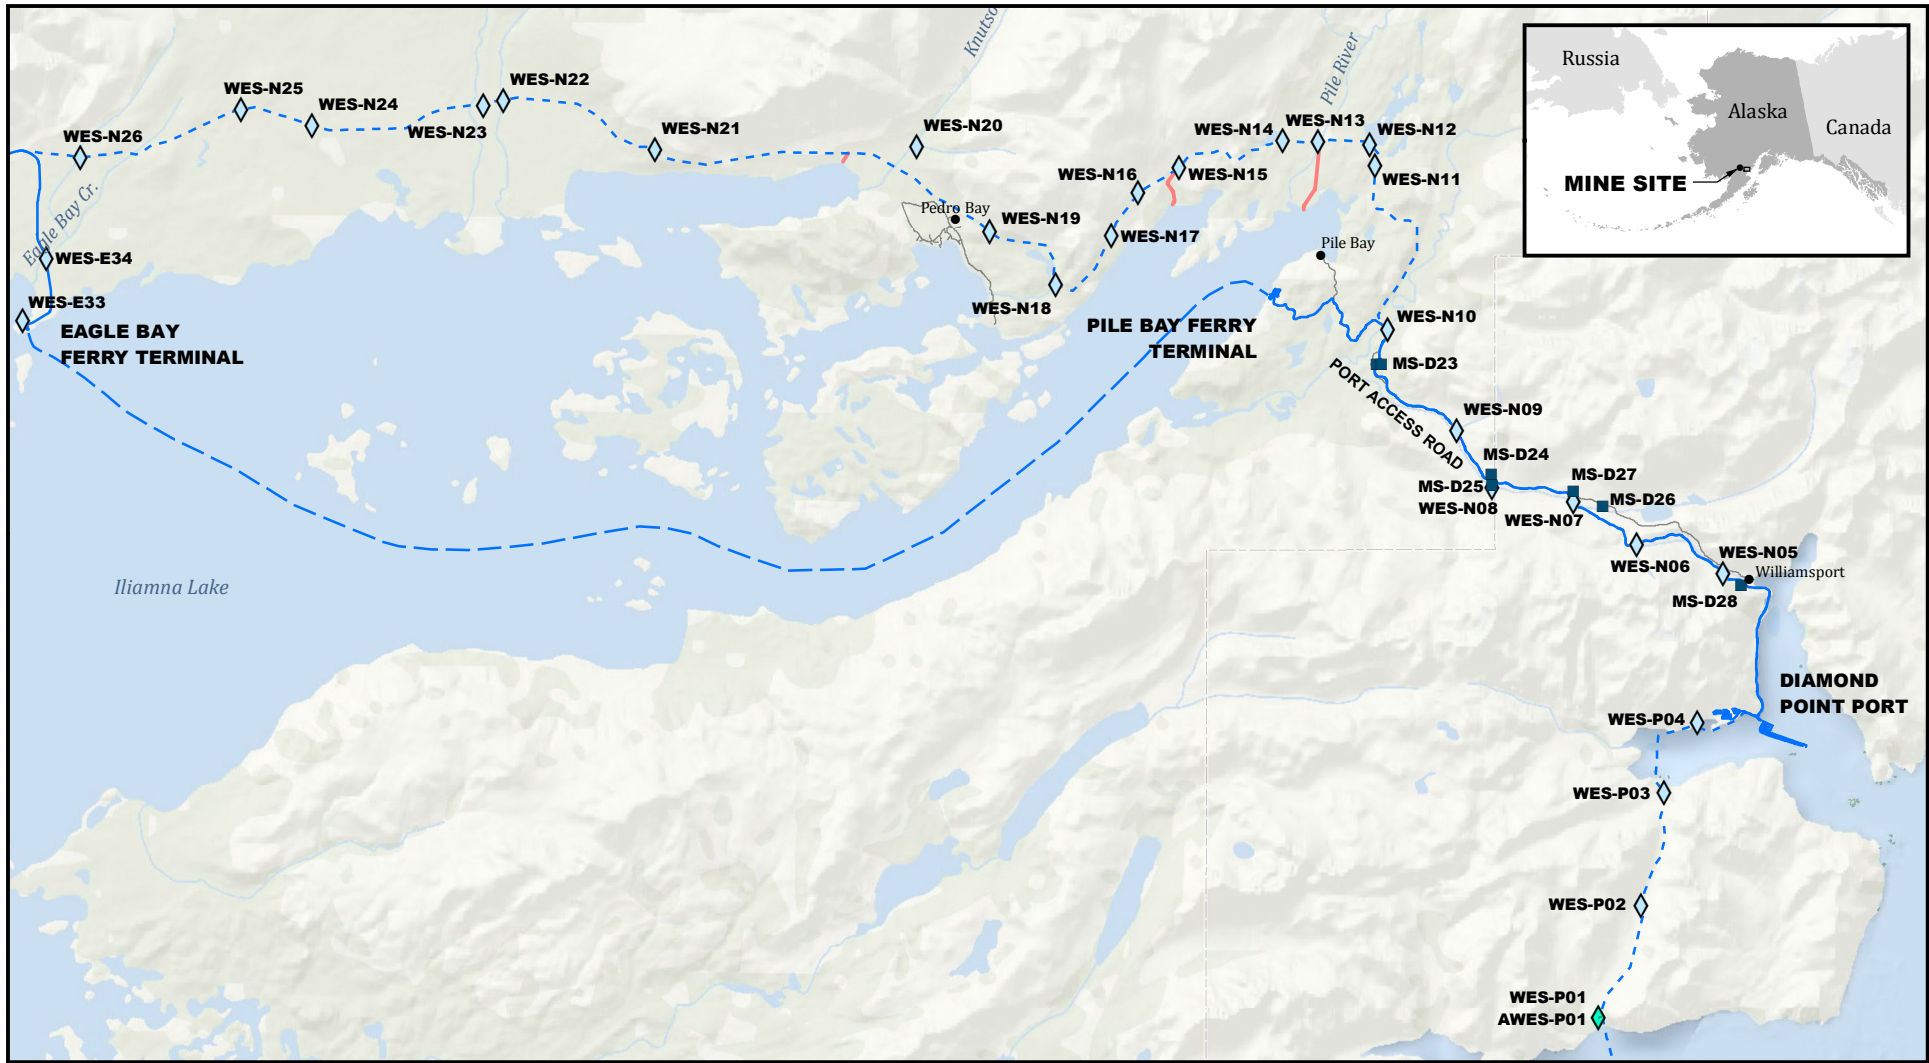 Knutso
Pile River
Russia
Alaska
Canada
MINE SITE
WES-N25
WES-N24
WES-N22
WES-N23
WES-N26
WES-N21
WES-N20
WES-N14
WES-N13
WES-N12
WES-N15
WES-N11
WES-N16
WES-N17
Eagle Bay Cr.
Pedro Bay
WES-N19
Pile Bay
WES-E34
WES-E33
EAGLE BAY
FERRY TERMINAL
WES-N18
PILE BAY FERRY
TERMINAL
WES-N10
MS-D23
PORT ACCESS ROAD
WES-N09
MS-D24
MS-D25
WES-N08
MS-D27
MS-D26
WES-N07
WES-N06
WES-N05
Williamsport
MS-D28
Iliamna Lake
DIAMOND
POINT PORT
WES-P04
WES-P03
WES-P02
WES-P01
AWES-P01